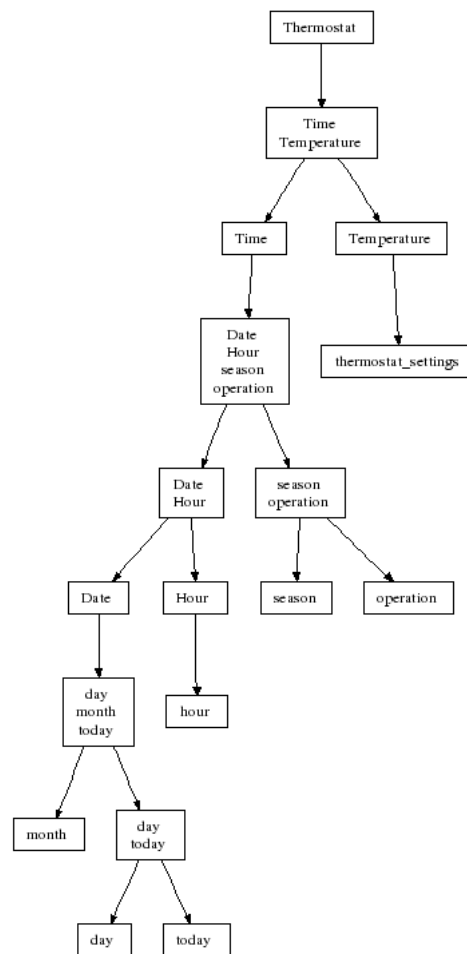 Thermostat
Time
Temperature
Time
Temperature
Date
Hour
season
operation
thermostat_settings
Date
Hour
season
operation
Date
Hour
season
operation
day
month
today
hour
month
day
today
day
today